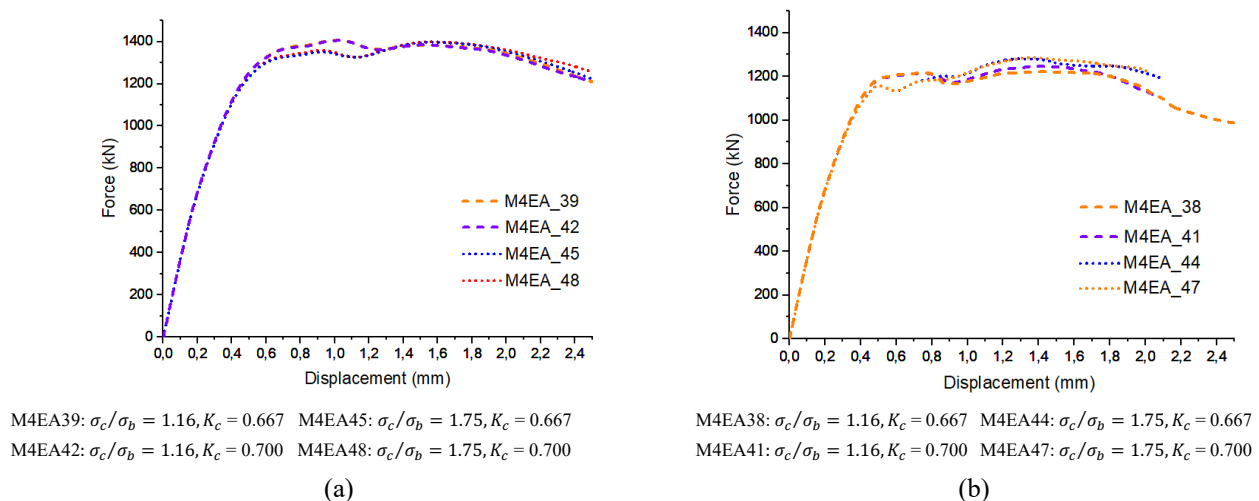 1400
1200
1000
800
600
400
200
0
Force (kN)
M4EA_39
M4EA_42
M4EA_45
M4EA_48
0,0 0,2 0,4 0,6 0,8 1,0 1,2 1,4 1,6 1,8 2,0 2,2 2,4
Displacement (mm)
M4EA39: σc/σb = 1.16, Kc = 0.667 M4EA45: σc/σb = 1.75, Kc = 0.667
M4EA42: σc/σb = 1.16, Kc = 0.700 M4EA48: σc/σb = 1.75, Kc = 0.700
(a)
1400
1200
1000
800
600
400
200
0
Force (kN)
M4EA_38
M4EA_41
M4EA_44
M4EA_47
0,0 0,2 0,4 0,6 0,8 1,0 1,2 1,4 1,6 1,8 2,0 2,2 2,4
Displacement (mm)
M4EA38: σc/σb = 1.16, Kc = 0.667 M4EA44: σc/σb = 1.75, Kc = 0.667
M4EA41: σc/σb = 1.16, Kc = 0.700 M4EA47: σc/σb = 1.75, Kc = 0.700
(b)